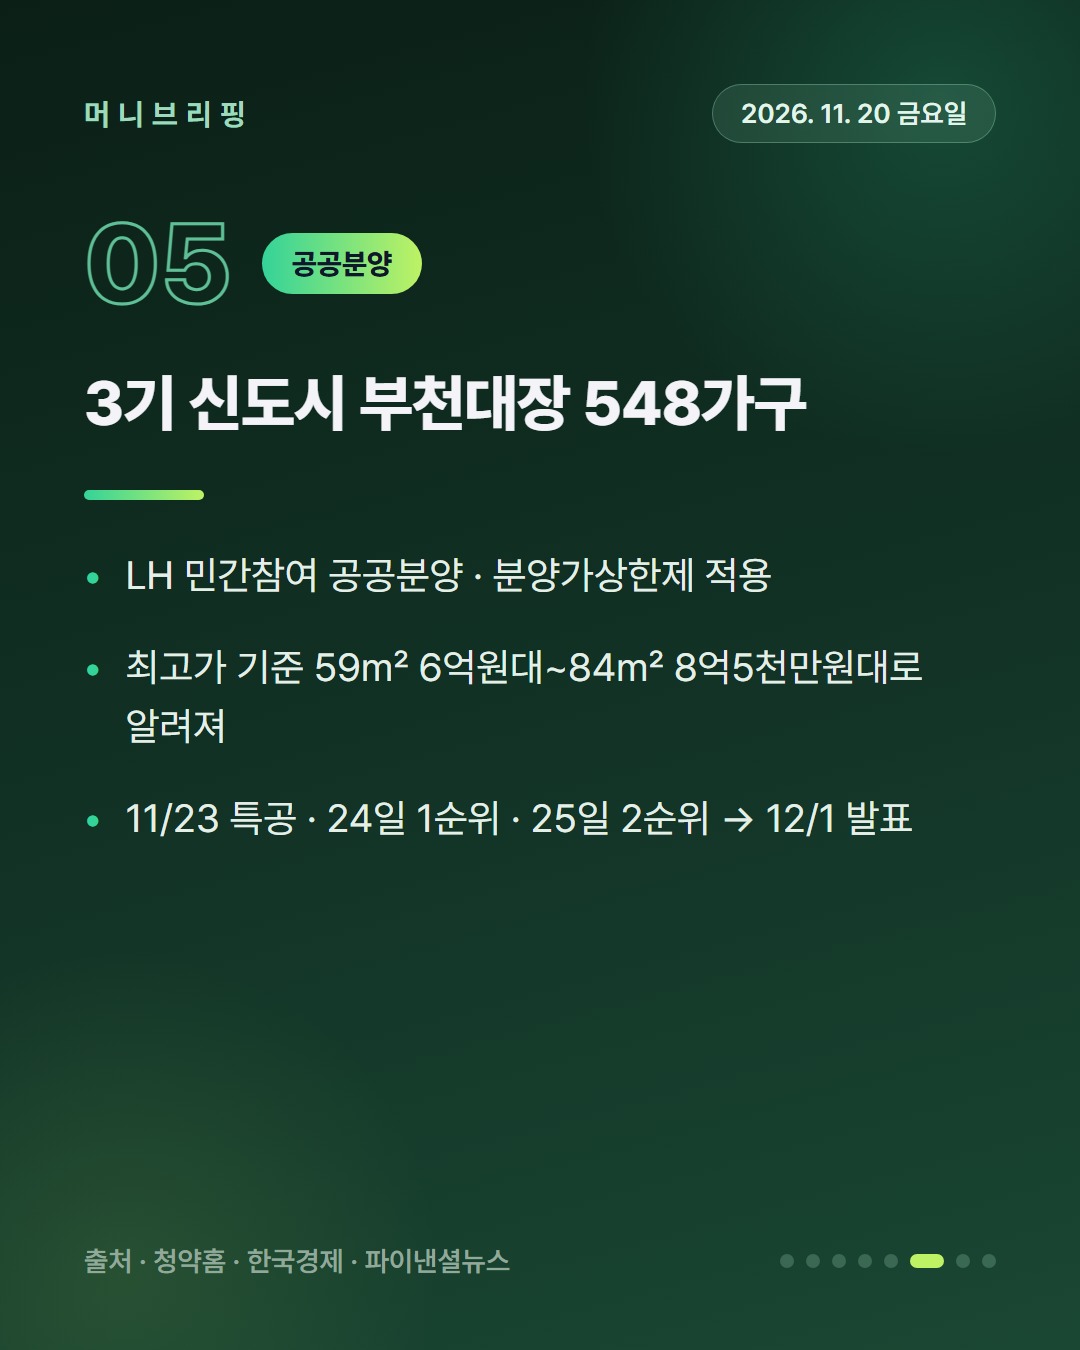 머니브리핑
2026. 11. 20 금요일
05
공공분양
3기 신도시 부천대장 548가구
• LH 민간참여 공공분양 · 분양가상한제 적용
• 최고가 기준 59m² 6억원대~84m² 8억5천만원대로
알려져
• 11/23 특공 · 24일 1순위 · 25일 2순위 → 12/1 발표
출처 · 청약홈 · 한국경제 · 파이낸셜뉴스